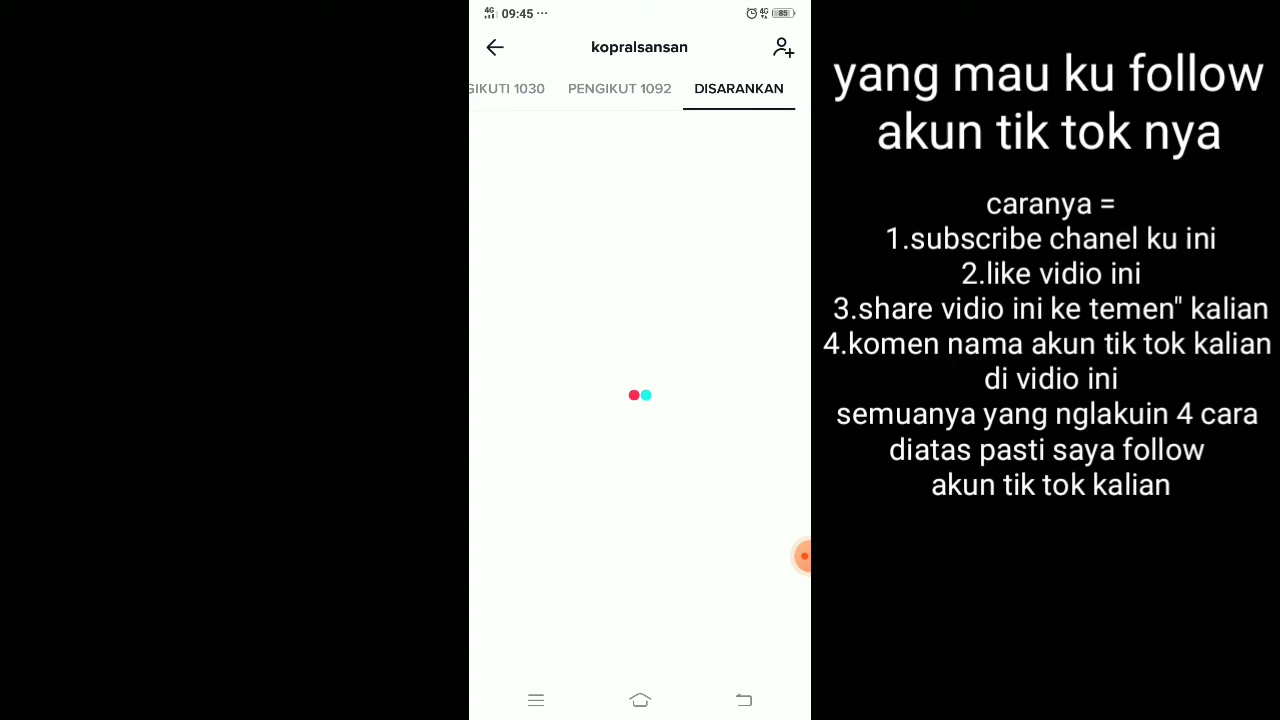 4G 09:45 ··· 4G 85
kopralsansan
GIKUTI 1030 PENGIKUT 1092 DISARANKAN
yang mau ku follow
akun tik tok nya
caranya =
1.subscribe chanel ku ini
2.like vidio ini
3.share vidio ini ke temen" kalian
4.komen nama akun tik tok kalian
di vidio ini
semuanya yang nglakuin 4 cara
diatas pasti saya follow
akun tik tok kalian